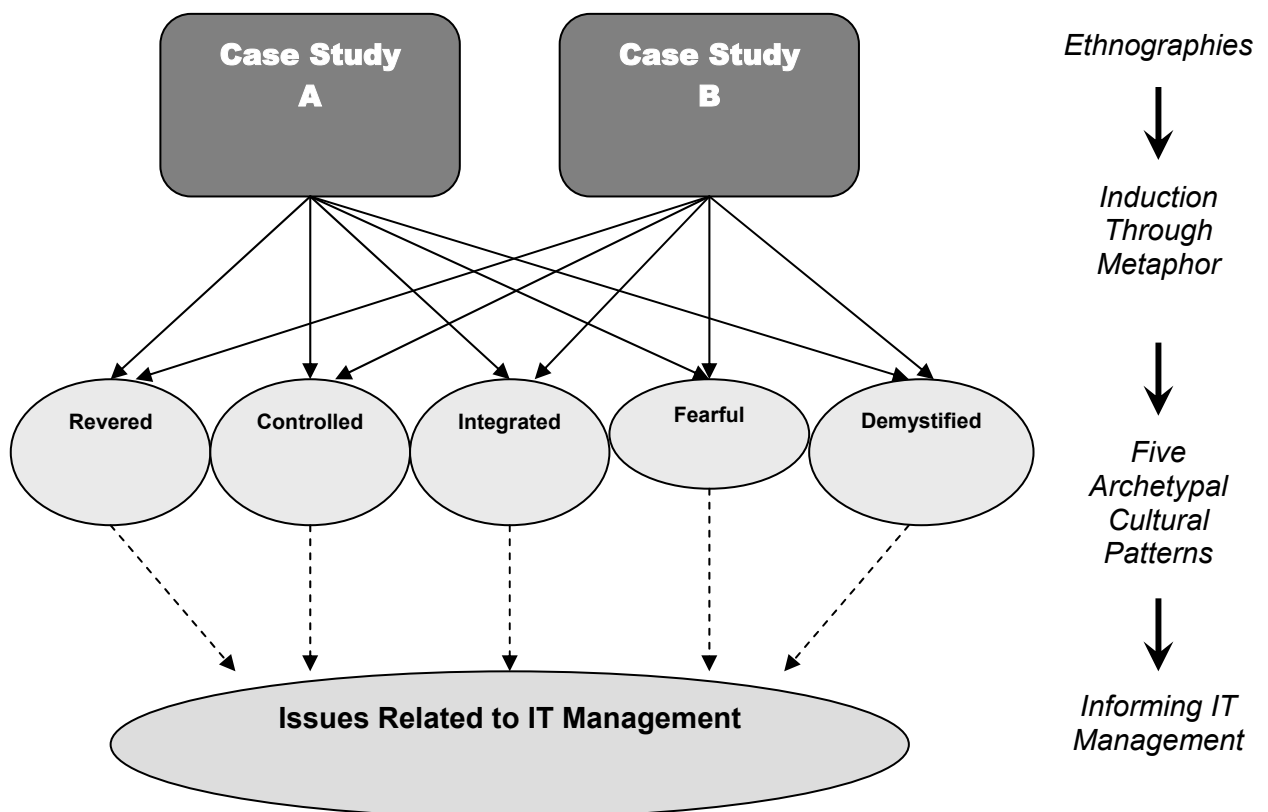 Case Study
A
Case Study
B
Ethnographies
Induction
Through
Metaphor
Revered
Controlled
Integrated
Fearful
Demystified
Five
Archetypal
Cultural
Patterns
Issues Related to IT Management
Informing IT
Management